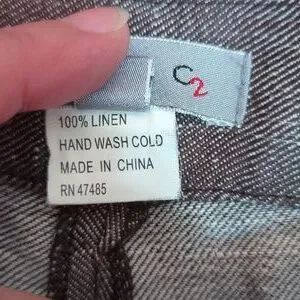 C2
100% LINEN
HAND WASH COLD
MADE IN CHINA
RN 47485